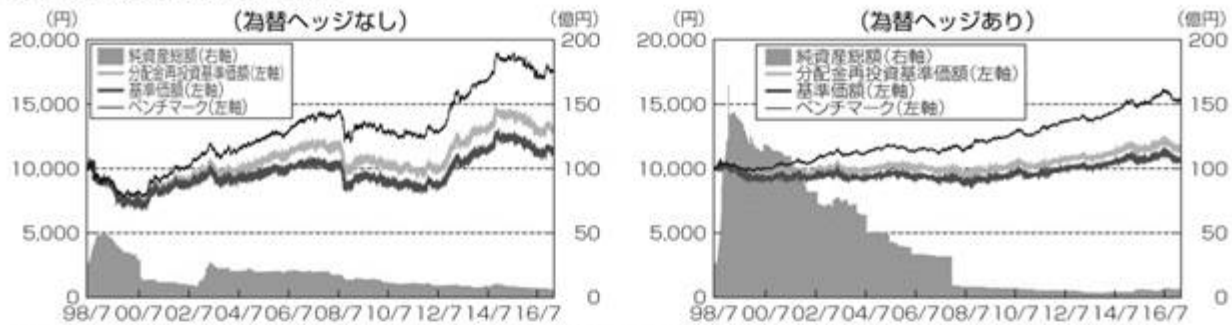 (円) (為替ヘッジなし) (億円)
20,000 200
純資産総額(右軸)
分配金再投資基準価額(左軸)
基準価額(左軸)
ベンチマーク(左軸)
15,000 150
10,000 100
5,000 50
0 0
98/7 00/7 02/7 04/7 06/7 08/7 10/7 12/7 14/7 16/7
(円) (為替ヘッジあり) (億円)
20,000 200
純資産総額(右軸)
分配金再投資基準価額(左軸)
基準価額(左軸)
ベンチマーク(左軸)
15,000 150
10,000 100
5,000 50
0 0
98/7 00/7 02/7 04/7 06/7 08/7 10/7 12/7 14/7 16/7